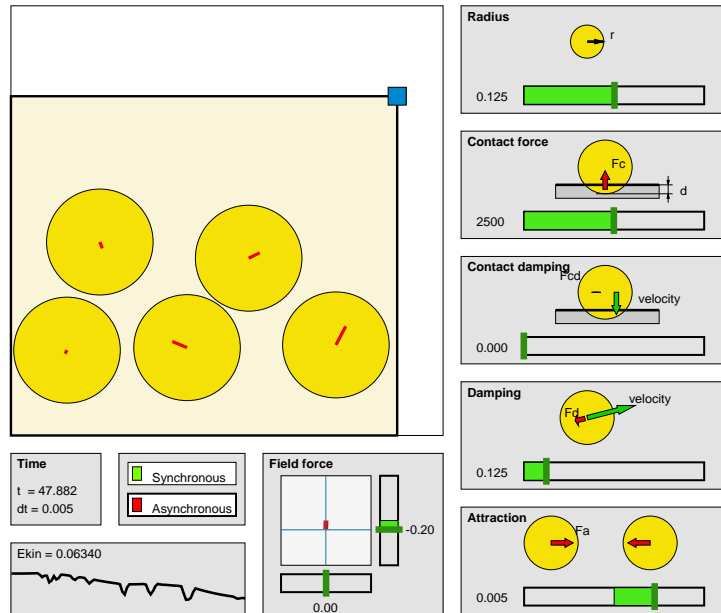 Radius
r
0.125
Contact force
Fc
d
2500
Contact damping
Fcd
velocity
0.000
Damping
velocity
Fd
0.125
Attraction
Fa
0.005
Time
t = 47.882
dt = 0.005
Synchronous
Asynchronous
Field force
-0.20
0.00
Ekin = 0.06340